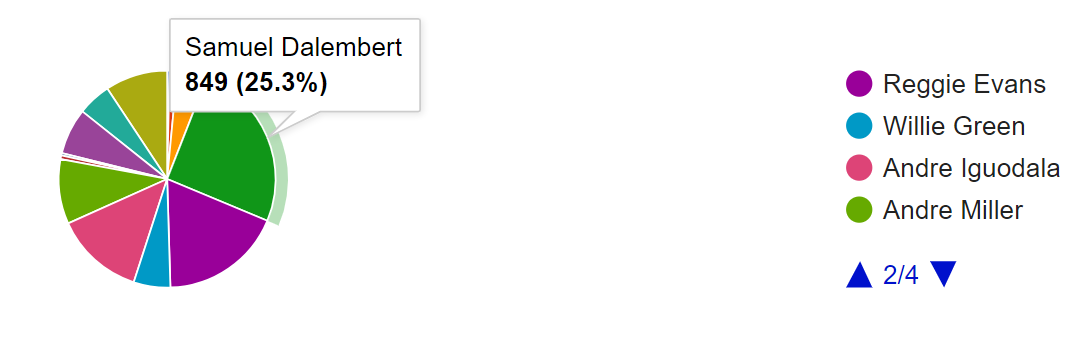 Samuel Dalembert
849 (25.3%)
Reggie Evans
Willie Green
Andre Iguodala
Andre Miller
2/4